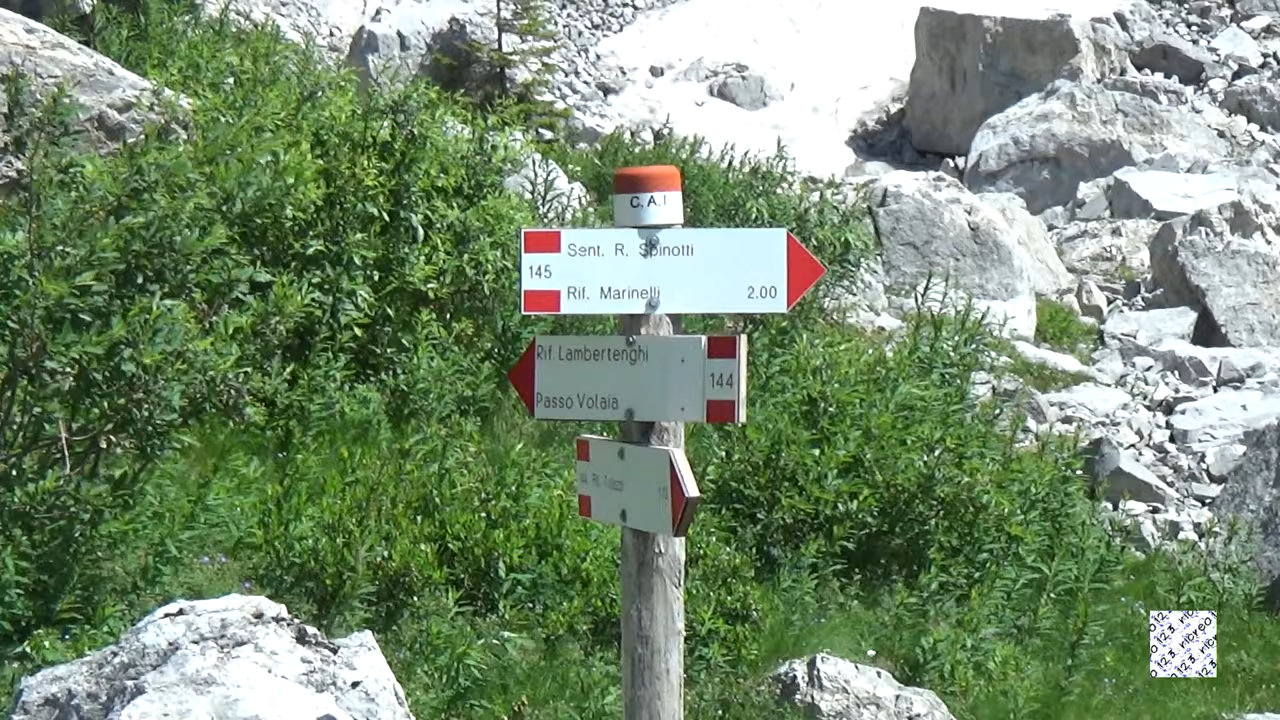 C. A. I
Sent. R. Spinotti
145
Rif. Marinelli 2.00
Rif. Lambertenghi
144
Passo Volaia